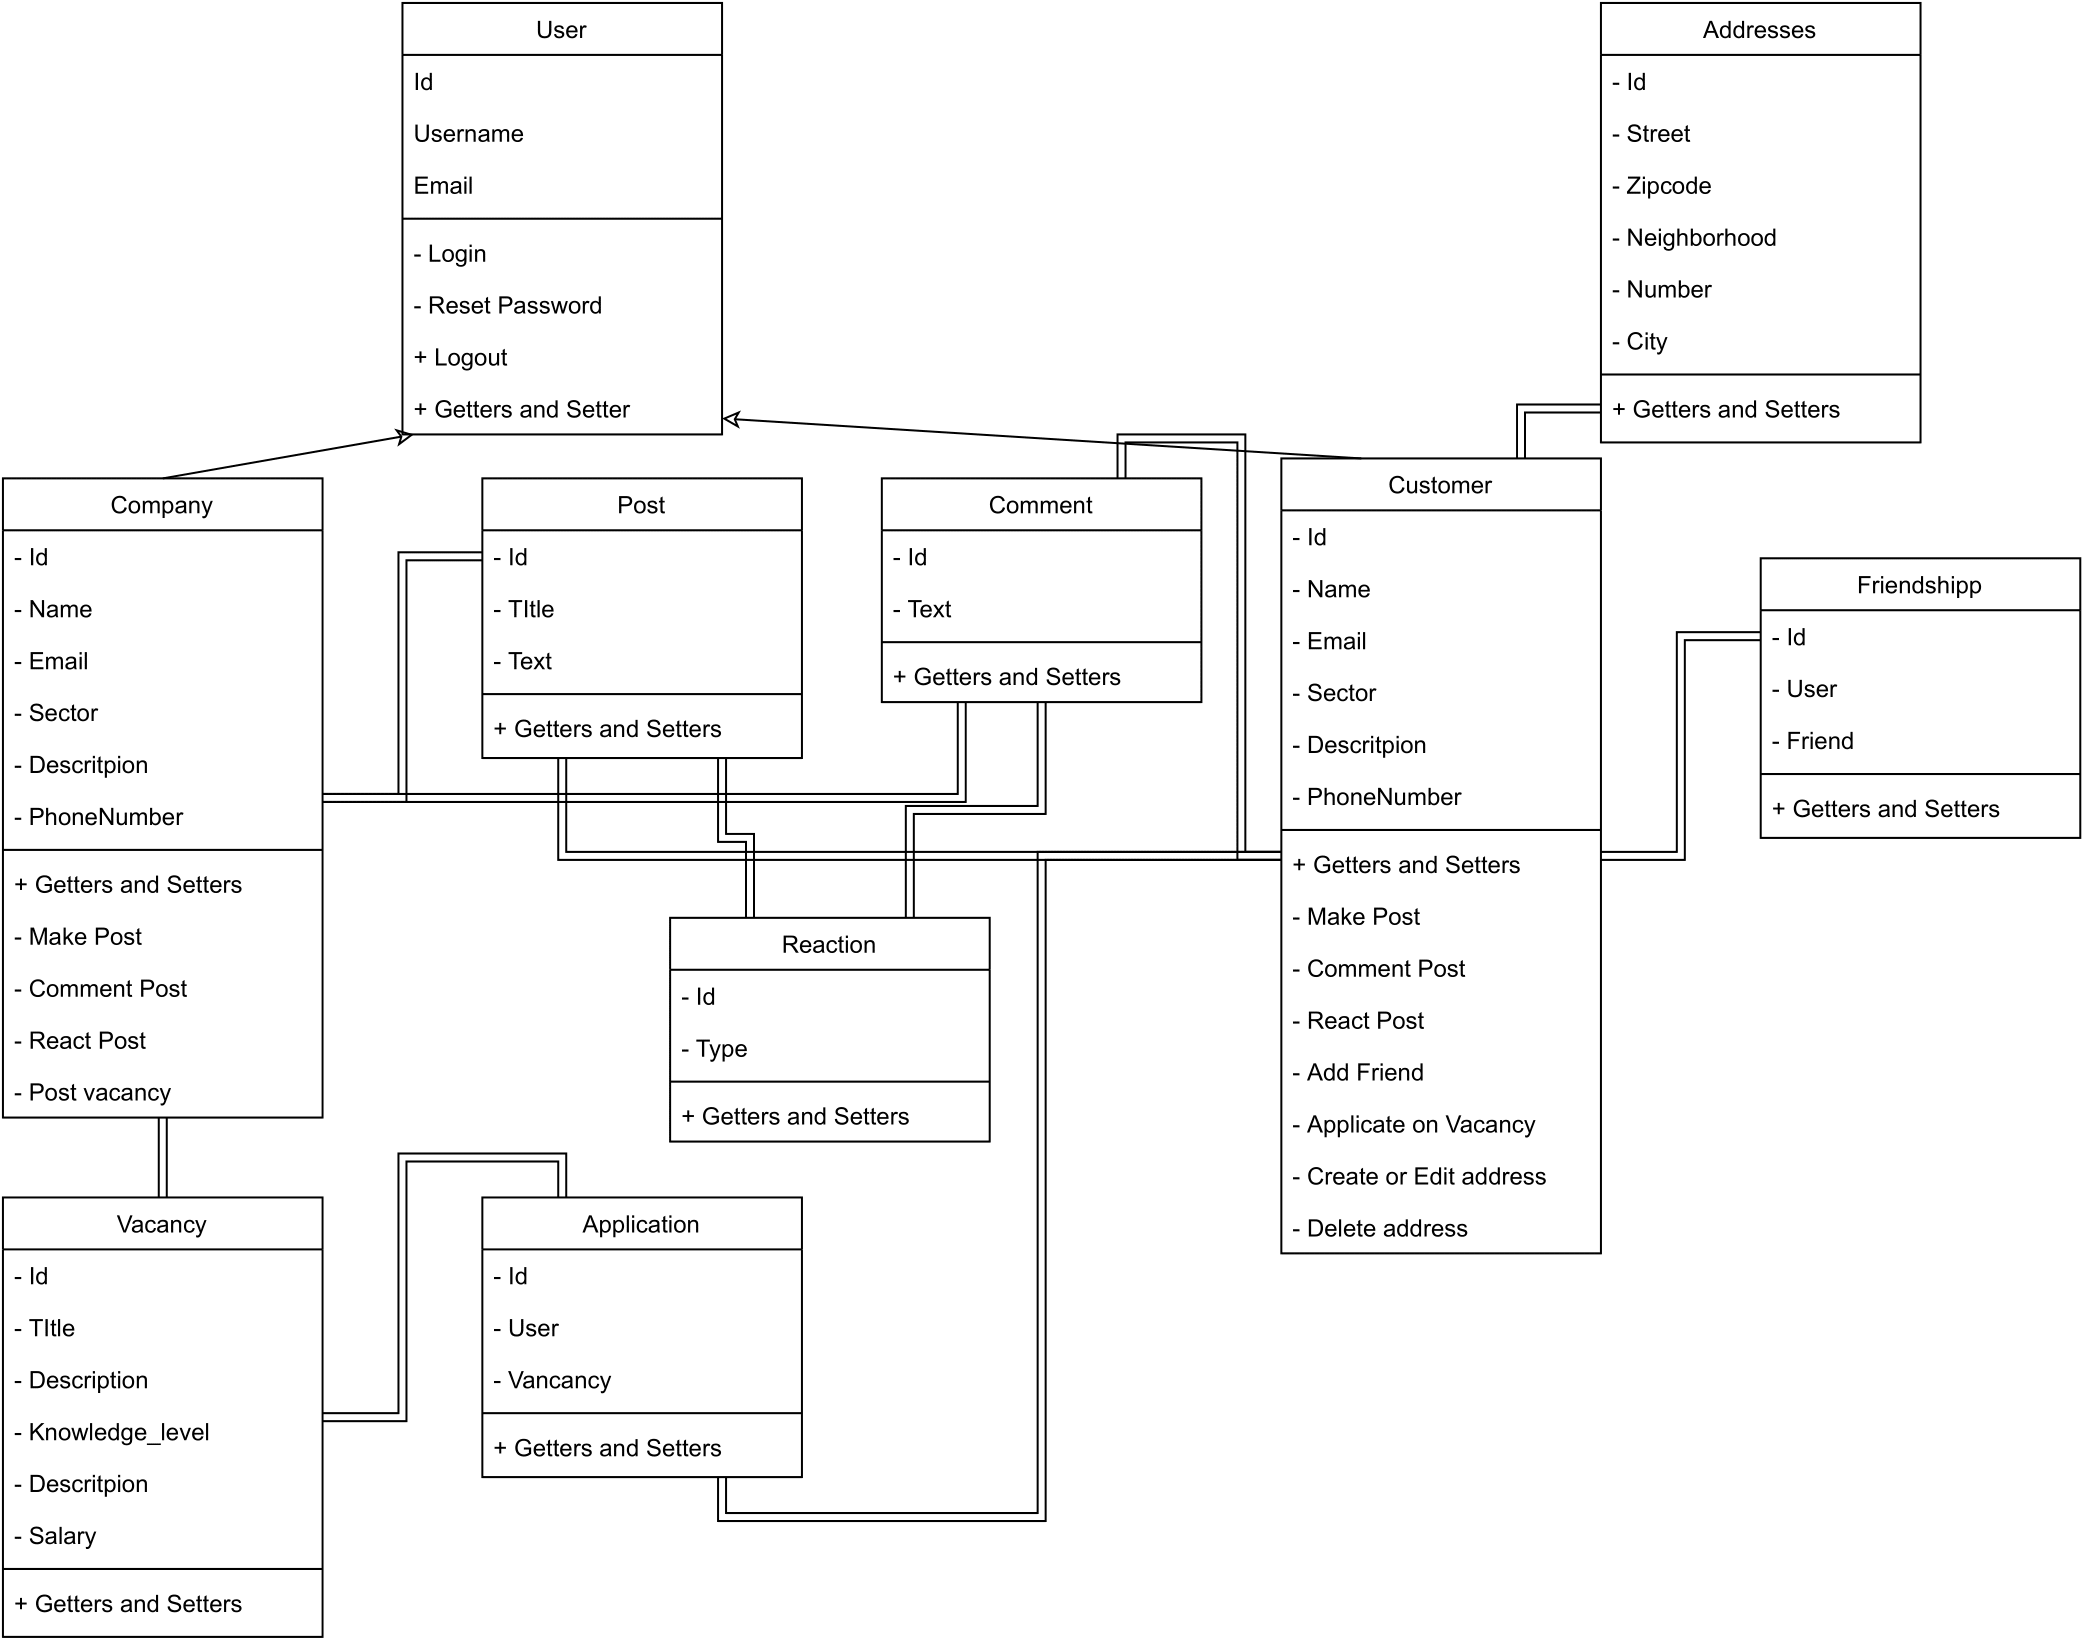 User
Id
Username
Email
- Login
- Reset Password
+ Logout
+ Getters and Setter
Addresses
- Id
- Street
- Zipcode
- Neighborhood
- Number
- City
+ Getters and Setters
Company
- Id
- Name
- Email
- Sector
- Descritpion
- PhoneNumber
+ Getters and Setters
- Make Post
- Comment Post
- React Post
- Post vacancy
Post
- Id
- TItle
- Text
+ Getters and Setters
Comment
- Id
- Text
+ Getters and Setters
Customer
- Id
- Name
- Email
- Sector
- Descritpion
- PhoneNumber
+ Getters and Setters
- Make Post
- Comment Post
- React Post
- Add Friend
- Applicate on Vacancy
- Create or Edit address
- Delete address
Friendshipp
- Id
- User
- Friend
+ Getters and Setters
Reaction
- Id
- Type
+ Getters and Setters
Vacancy
- Id
- TItle
- Description
- Knowledge_level
- Descritpion
- Salary
+ Getters and Setters
Application
- Id
- User
- Vancancy
+ Getters and Setters